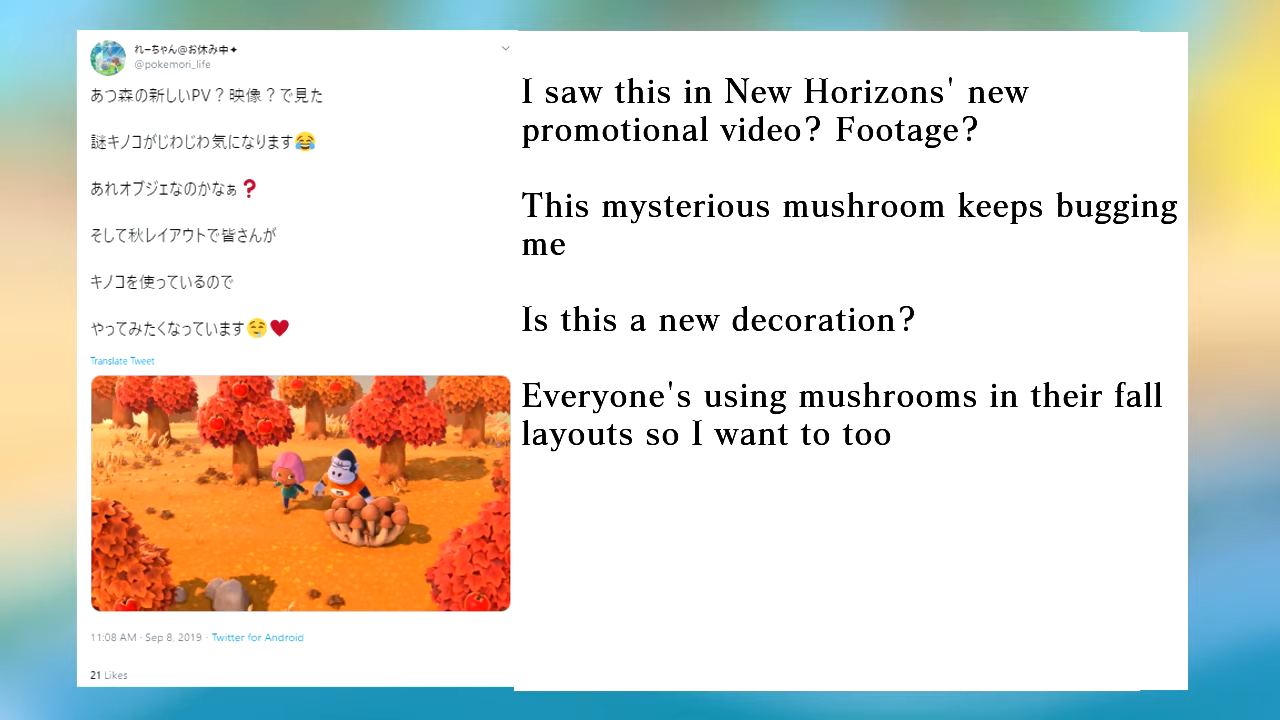 れーちゃん@お休み中✦
@pokemori_life
あつ森の新しいPV？映像？で見た
謎キノコがじわじわ気になります😂
あれオブジェなのかなぁ❓
そして秋レイアウトで皆さんが
キノコを使っているので
やってみたくなっています🤤❤
Translate Tweet
11:08 AM · Sep 8, 2019 · Twitter for Android
21 Likes
I saw this in New Horizons' new
promotional video? Footage?
This mysterious mushroom keeps bugging
me
Is this a new decoration?
Everyone's using mushrooms in their fall
layouts so I want to too